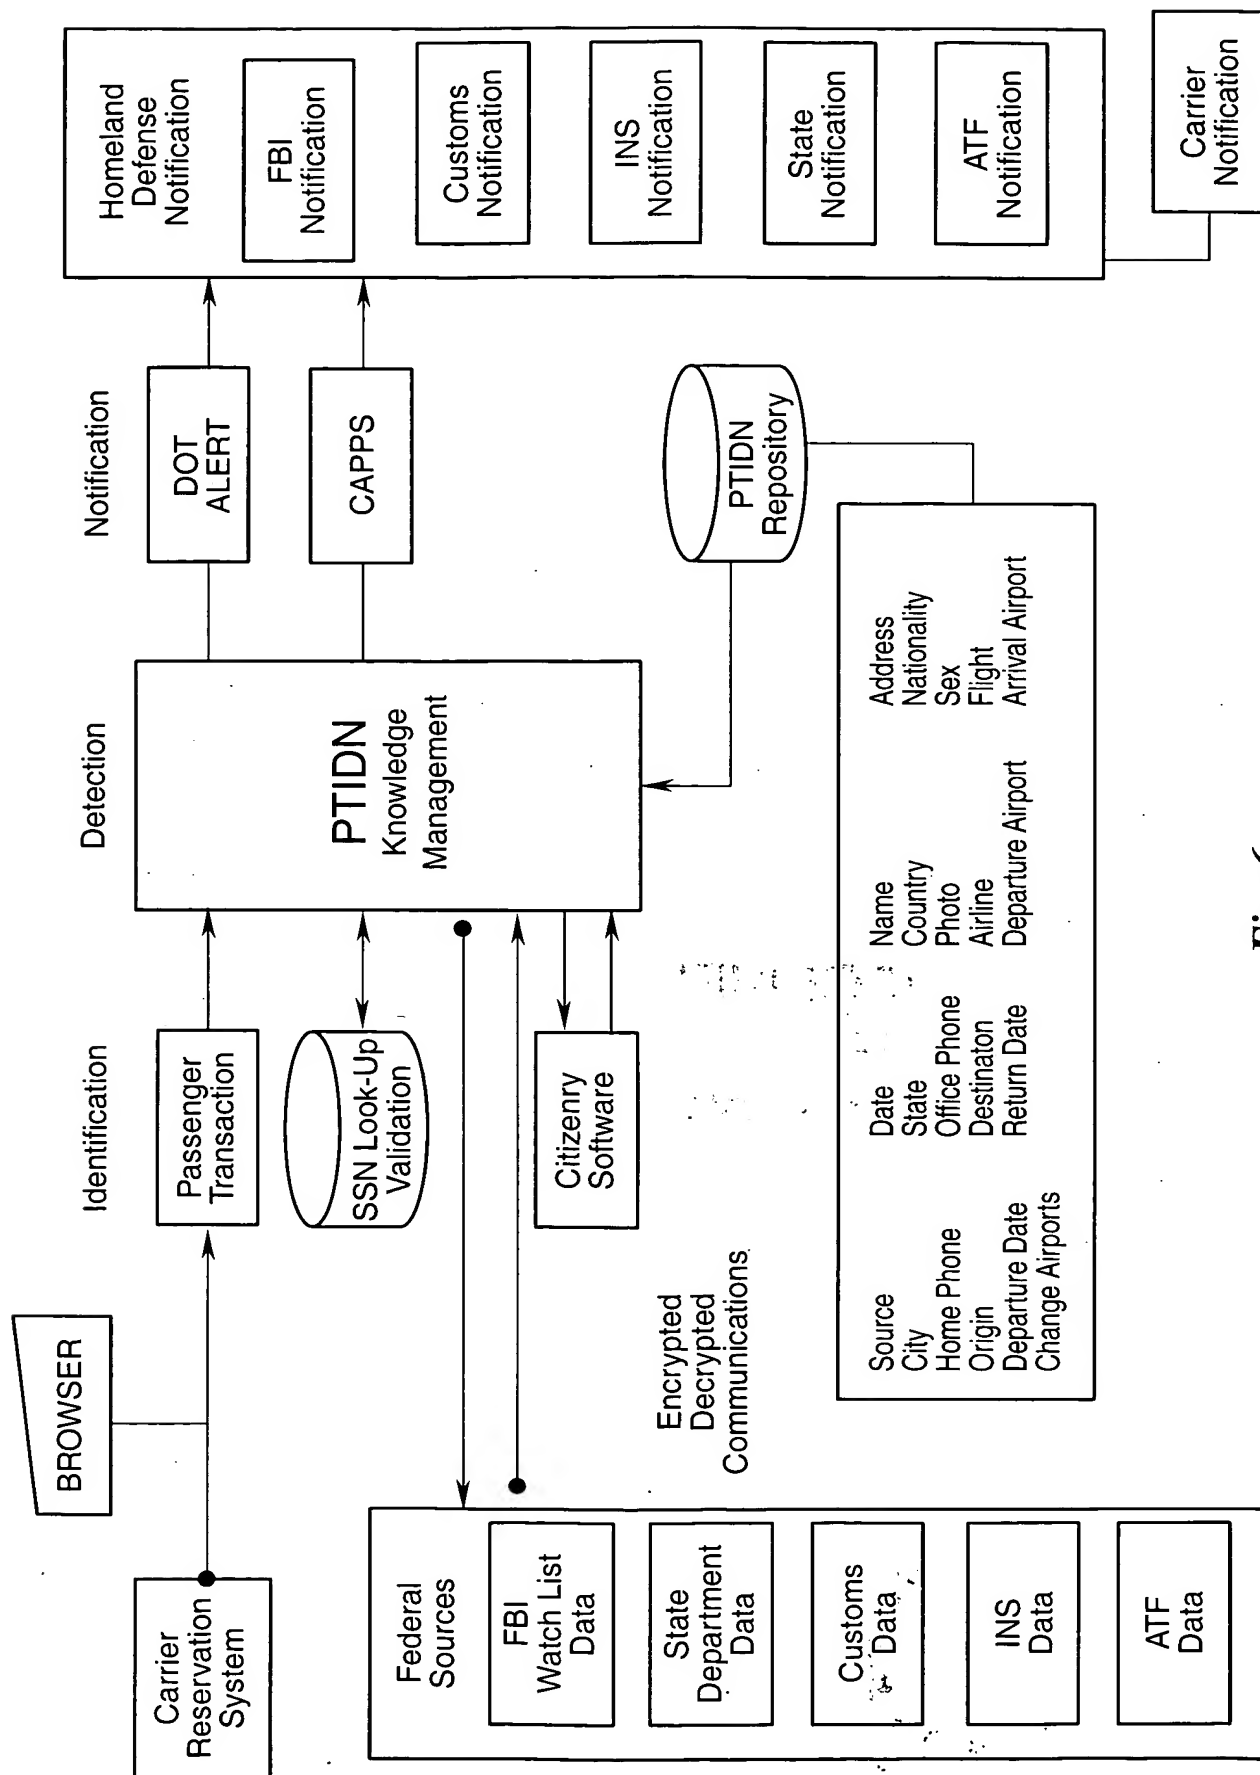 Carrier
Reservation
System
BROWSER
Identification
Detection
Notification
Passenger
Transaction
SSN Look-Up
Validation
Citizenry
Software
PTIDN
Knowledge
Management
DOT
ALERT
CAPPS
Homeland
Defense
Notification
FBI
Notification
Customs
Notification
INS
Notification
State
Notification
ATF
Notification
Carrier
Notification
Federal
Sources
FBI
Watch List
Data
State
Department
Data
Customs
Data
INS
Data
ATF
Data
Encrypted
Decrypted
Communications
PTIDN
Repository
Source Date Name Address
City State Country Nationality
Home Phone Office Phone Photo Sex
Origin Destinaton Airline Flight
Departure Date Return Date Departure Airport Arrival Airport
Change Airports